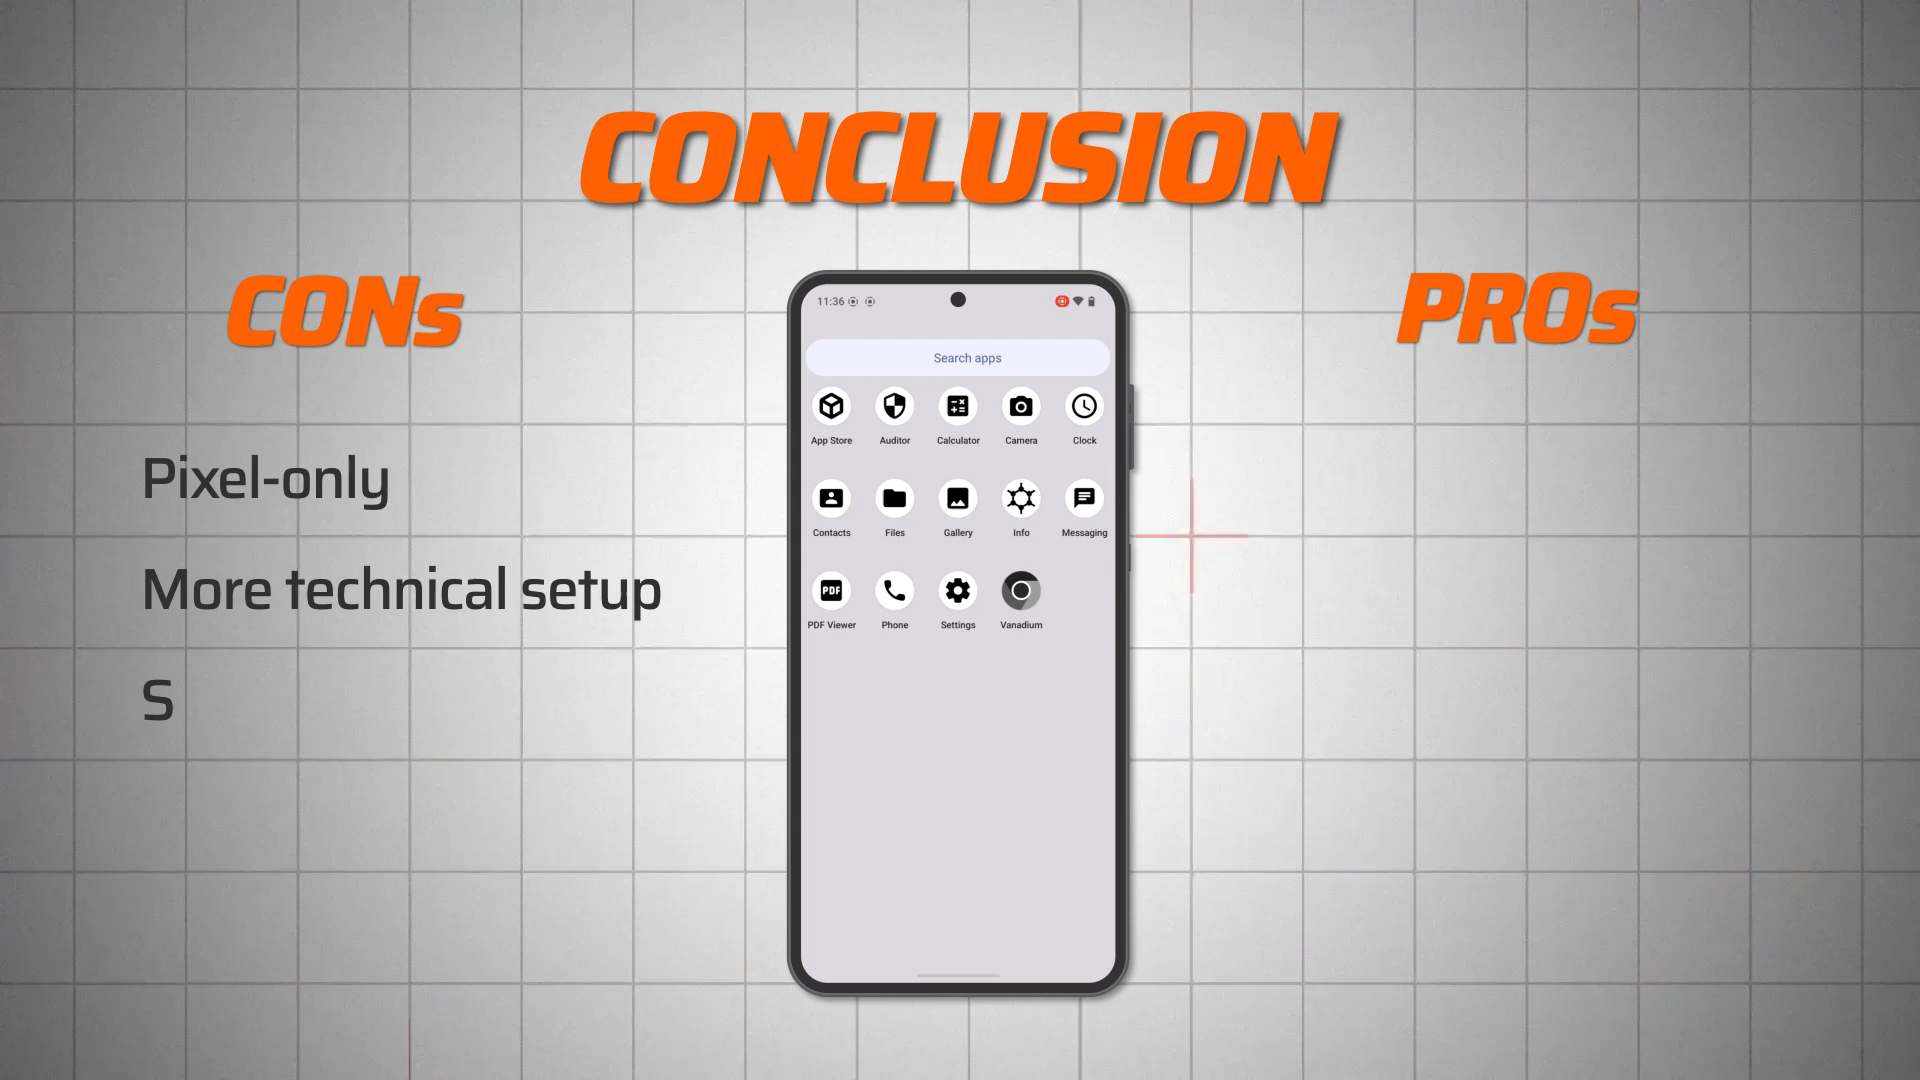 CONCLUSION
CONs
PROs
Pixel-only
More technical setup
S
11:36
Search apps
App Store Auditor Calculator Camera Clock
Contacts Files Gallery Info Messaging
PDF
PDF Viewer Phone Settings Vanadium